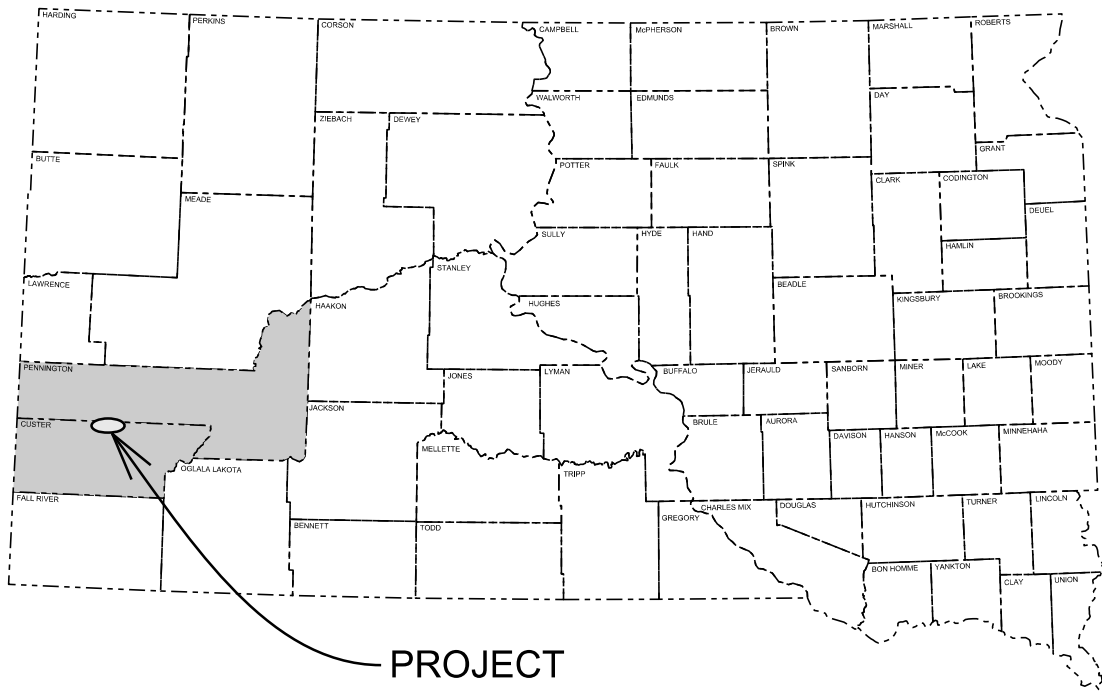 HARDING
PERKINS
CORSON
CAMPBELL
McPHERSON
BROWN
MARSHALL
ROBERTS
WALWORTH
EDMUNDS
DAY
ZIEBACH
DEWEY
GRANT
BUTTE
POTTER
FAULK
SPINK
CLARK
CODINGTON
MEADE
DEUEL
SULLY
HYDE
HAND
HAMLIN
STANLEY
LAWRENCE
BEADLE
KINGSBURY
BROOKINGS
HAAKON
HUGHES
PENNINGTON
JONES
LYMAN
BUFFALO
JERAULD
SANBORN
MINER
LAKE
MOODY
JACKSON
CUSTER
BRULE
AURORA
DAVISON
HANSON
McCOOK
MINNEHAHA
MELLETTE
OGLALA LAKOTA
TRIPP
FALL RIVER
GREGORY
CHARLES MIX
DOUGLAS
HUTCHINSON
TURNER
LINCOLN
BENNETT
TODD
BON HOMME
YANKTON
CLAY
UNION
PROJECT